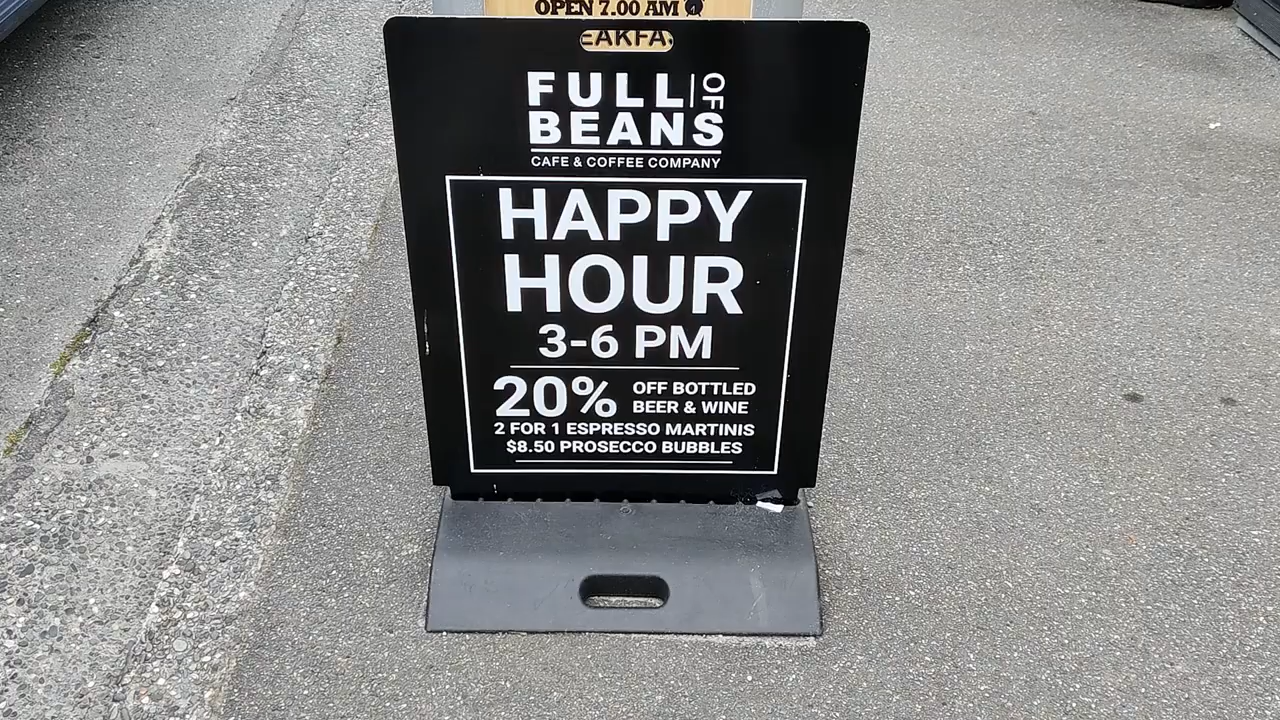 OPEN 7.00 AM
FULL OF
BEANS
CAFE & COFFEE COMPANY
HAPPY
HOUR
3-6 PM
20% OFF BOTTLED
BEER & WINE
2 FOR 1 ESPRESSO MARTINIS
$8.50 PROSECCO BUBBLES